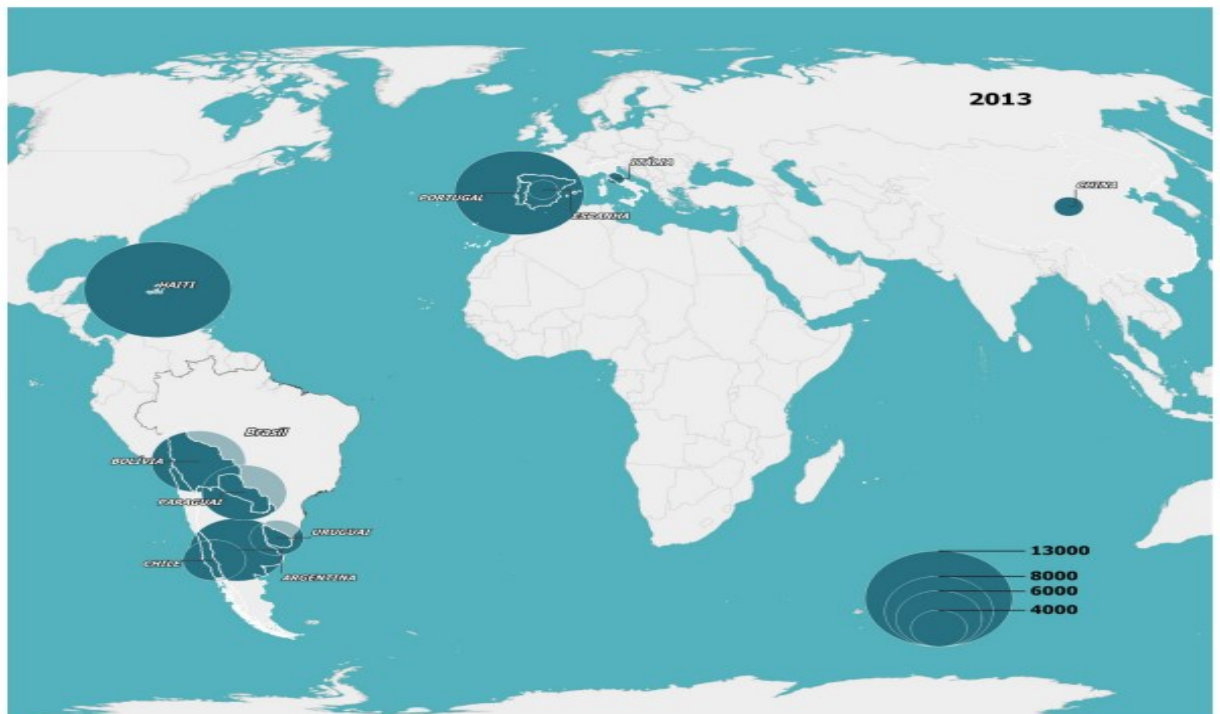 2013
ITÁLIA
CHINA
PORTUGAL
ESPANHA
HAITI
Brasil
BOLÍVIA
PARAGUAI
URUGUAI
CHILE
ARGENTINA
13000
8000
6000
4000